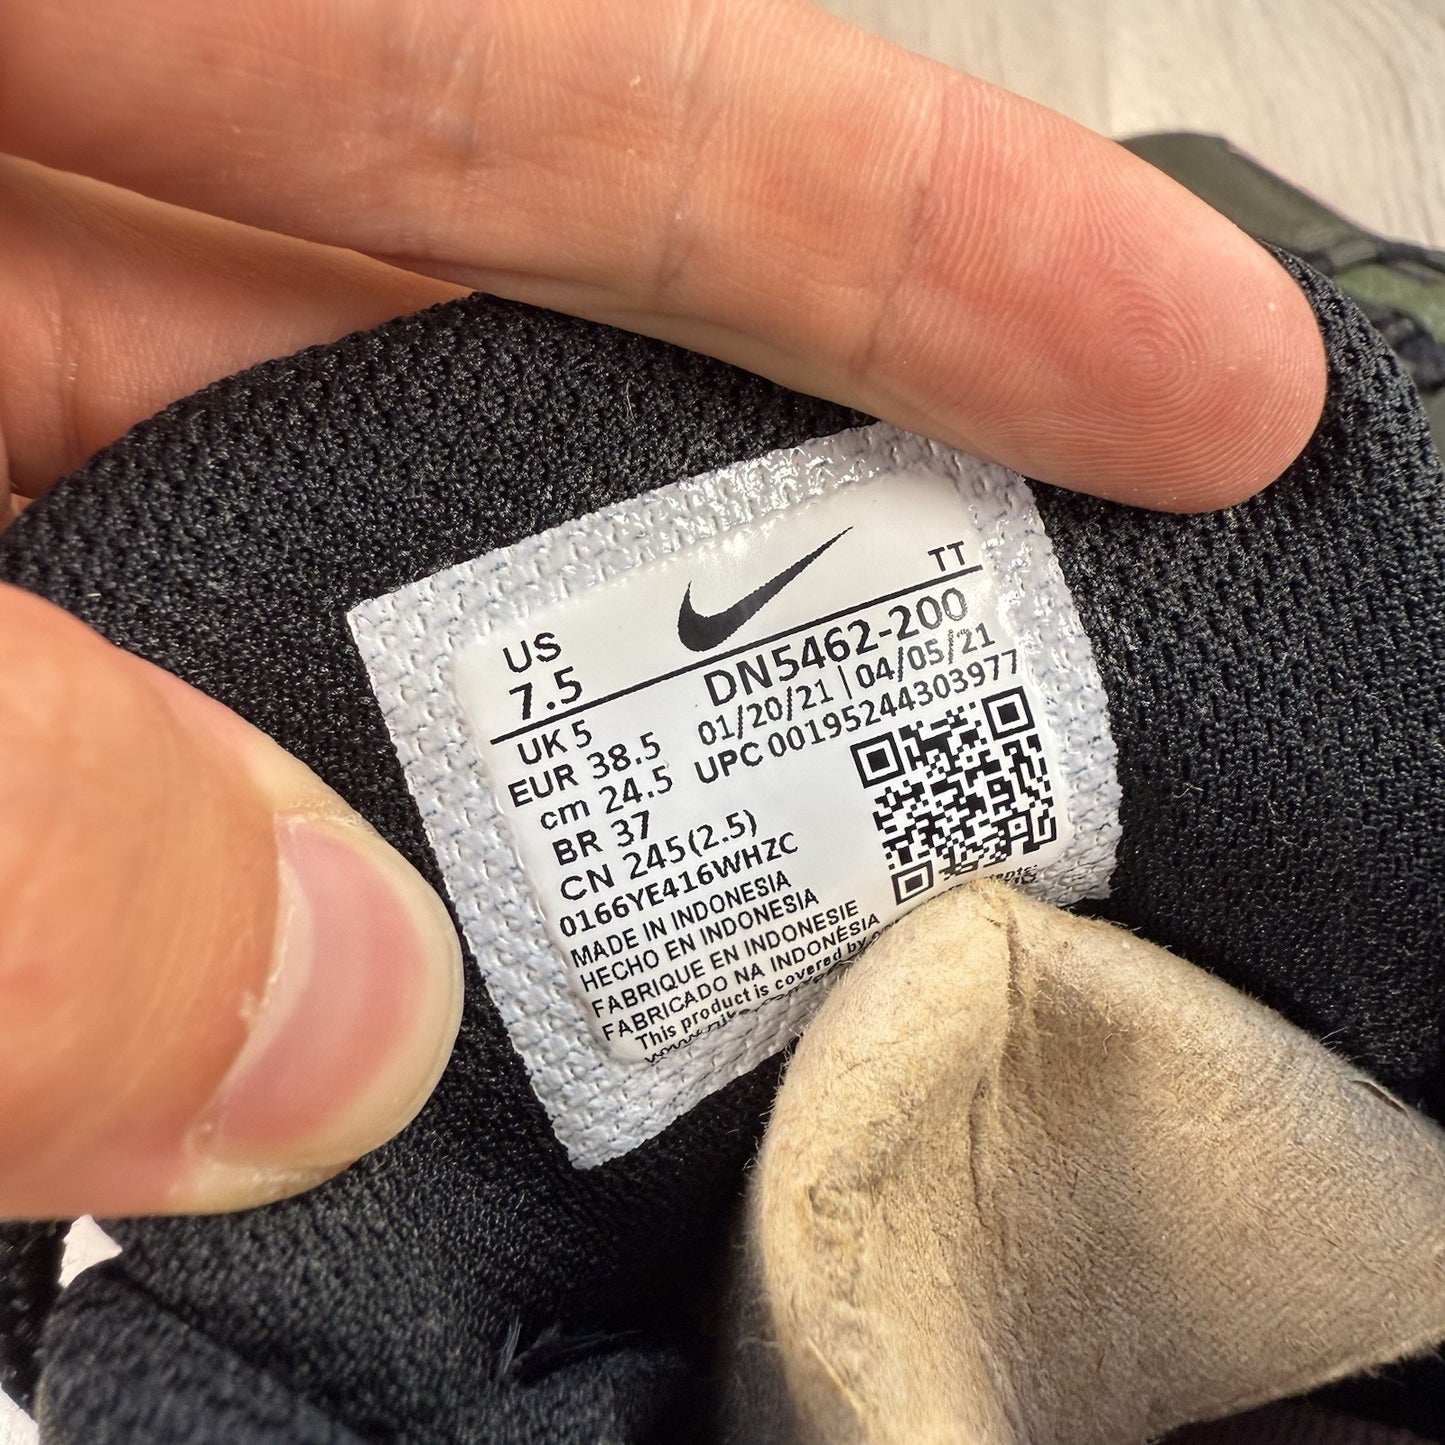 TT
US
7.5
DN5462-200
01/20/21 | 04/05/21
UPC 00195244303977
UK 5
EUR 38.5
cm 24.5
BR 37
CN 245(2.5)
0166YE416WHZC
MADE IN INDONESIA
HECHO EN INDONESIA
FABRIQUE EN INDONESIE
FABRICADO NA INDONÉSIA
This product is covered by